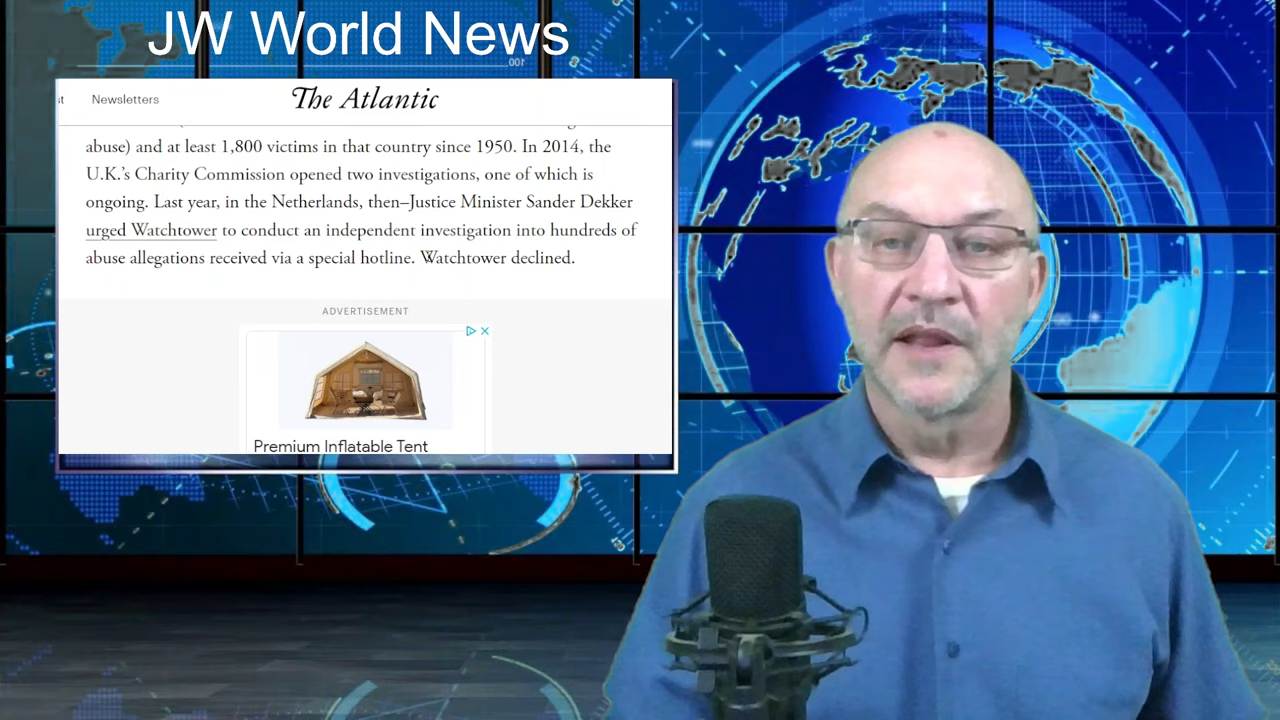 JW World News
st Newsletters The Atlantic
abuse) and at least 1,800 victims in that country since 1950. In 2014, the
U.K.’s Charity Commission opened two investigations, one of which is
ongoing. Last year, in the Netherlands, then–Justice Minister Sander Dekker
urged Watchtower to conduct an independent investigation into hundreds of
abuse allegations received via a special hotline. Watchtower declined.
ADVERTISEMENT
Premium Inflatable Tent